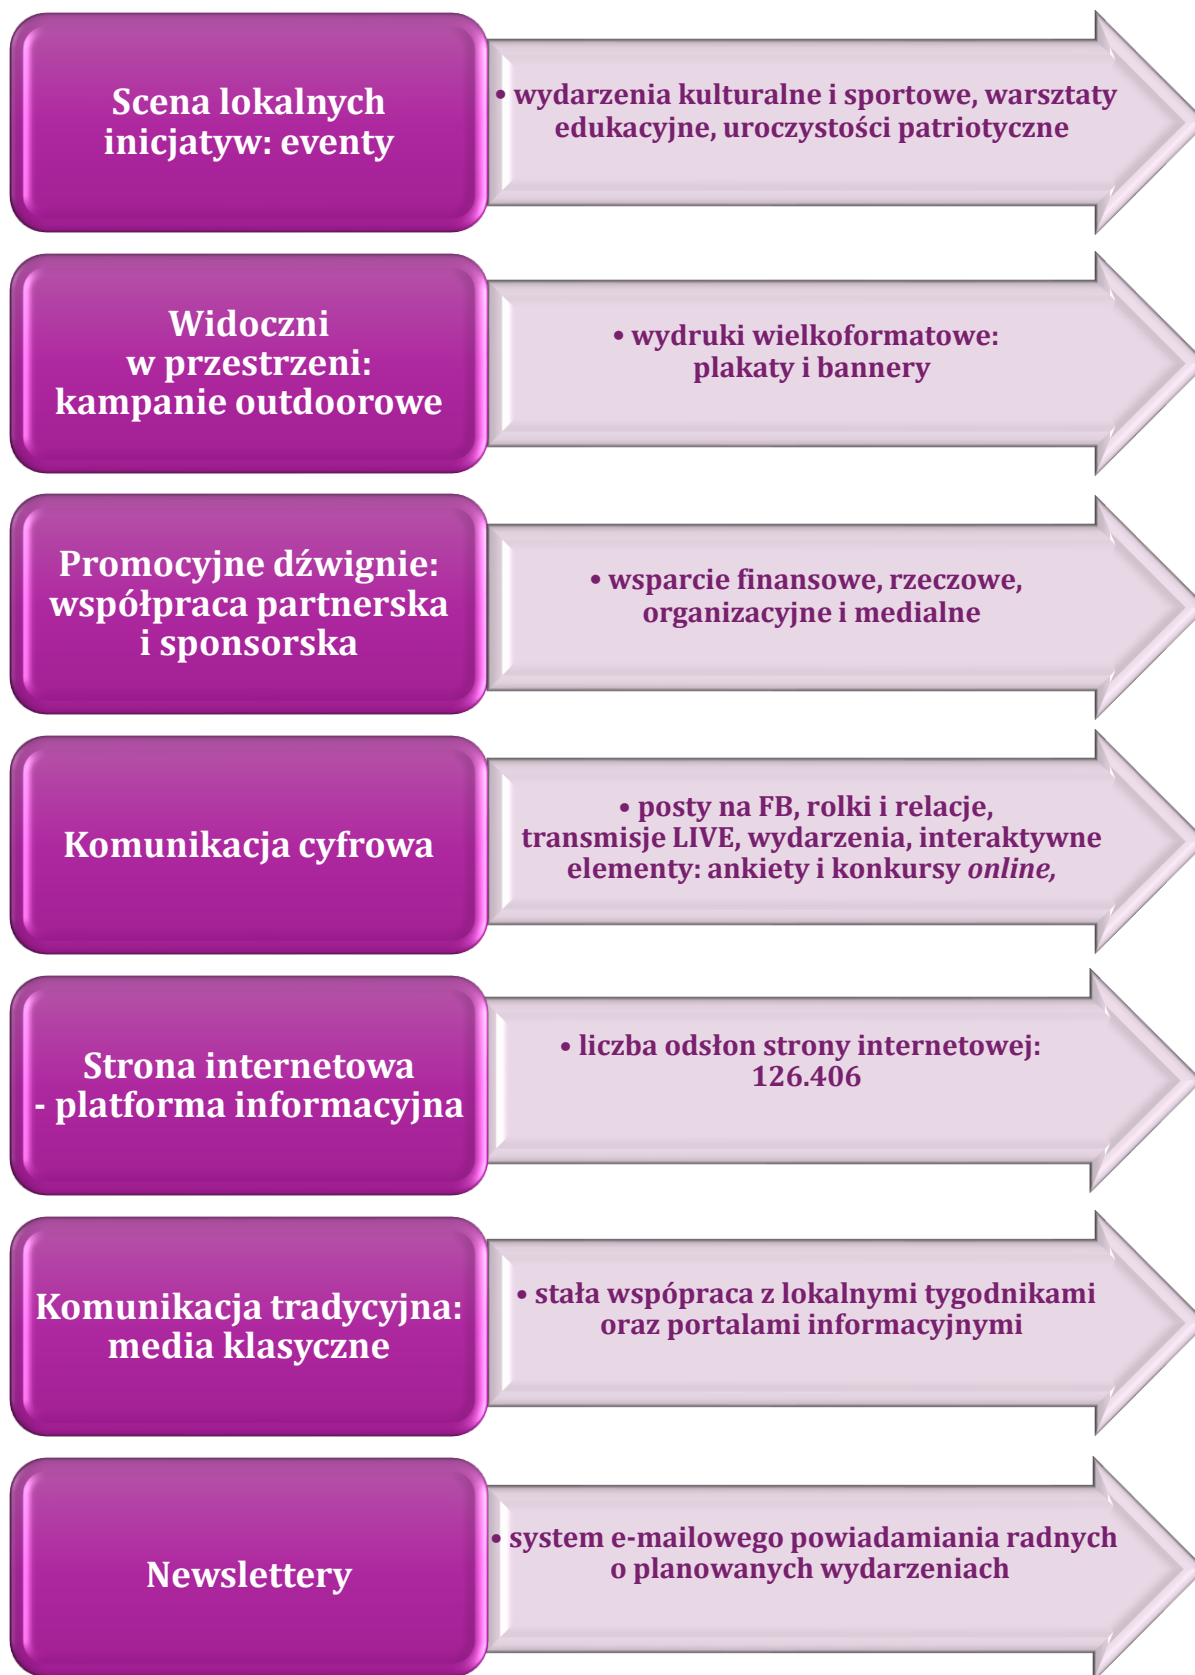 Scena lokalnych
inicjatyw: eventy
• wydarzenia kulturalne i sportowe, warsztaty
edukacyjne, uroczystości patriotyczne
Widoczni
w przestrzeni:
kampanie outdoorowe
• wydruki wielkoformatowe:
plakaty i bannery
Promocyjne dźwignie:
współpraca partnerska
i sponsorska
• wsparcie finansowe, rzeczowe,
organizacyjne i medialne
Komunikacja cyfrowa
• posty na FB, rolki i relacje,
transmisje LIVE, wydarzenia, interaktywne
elementy: ankiety i konkursy online,
Strona internetowa
- platforma informacyjna
• liczba odsłon strony internetowej:
126.406
Komunikacja tradycyjna:
media klasyczne
• stała wspópraca z lokalnymi tygodnikami
oraz portalami informacyjnymi
Newslettery
• system e-mailowego powiadamiania radnych
o planowanych wydarzeniach